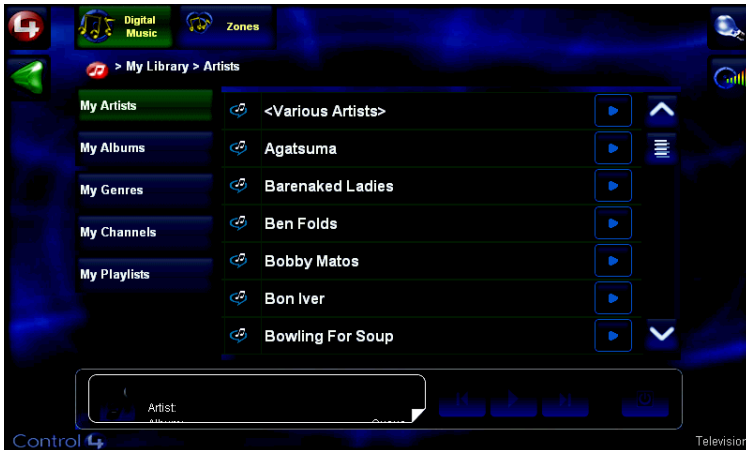 4
Digital
Music
Zones
> My Library > Artists
My Artists
My Albums
My Genres
My Channels
My Playlists
<Various Artists>
Agatsuma
Barenaked Ladies
Ben Folds
Bobby Matos
Bon Iver
Bowling For Soup
Artist:
Control 4
Television